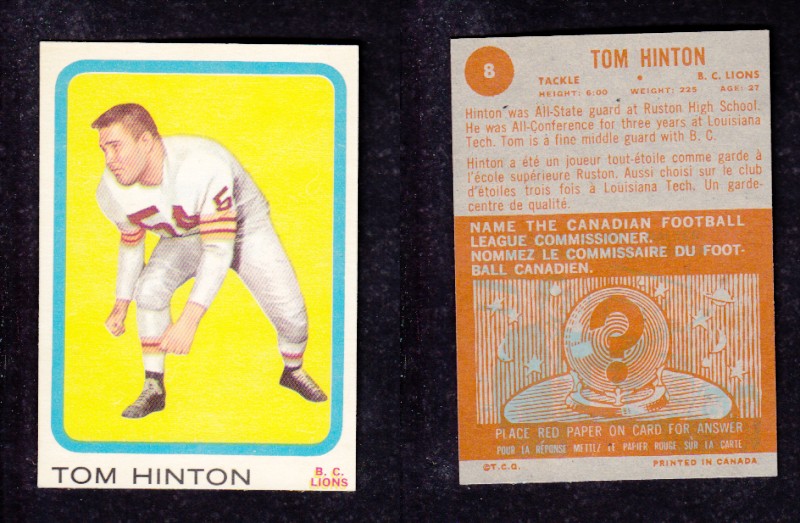 54
5
TOM HINTON
B. C.
LIONS
8
TOM HINTON
TACKLE * B. C. LIONS
HEIGHT: 6:00 WEIGHT: 225 AGE: 27
Hinton was All-State guard at Ruston High School.
He was All-Conference for three years at Louisiana
Tech. Tom is a fine middle guard with B. C.
Hinton a été un joueur tout-étoile comme garde à
l'école supérieure Ruston. Aussi choisi sur le club
d'étoiles trois fois à Louisiana Tech. Un garde-
centre de qualité.
NAME THE CANADIAN FOOTBALL
LEAGUE COMMISSIONER.
NOMMEZ LE COMMISSAIRE DU FOOT-
BALL CANADIEN.
?
PLACE RED PAPER ON CARD FOR ANSWER
POUR LA RÉPONSE METTEZ LE PAPIER ROUGE SUR LA CARTE
©T.C.G. PRINTED IN CANADA